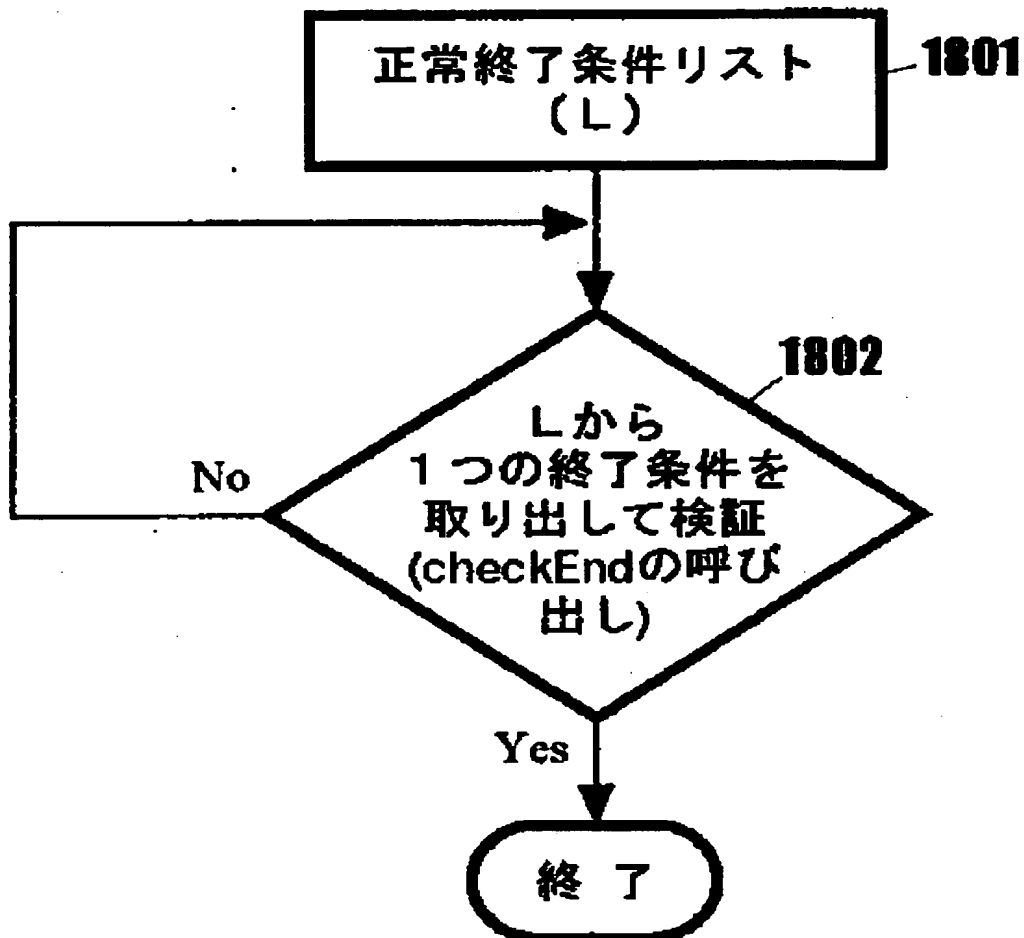 正常終了条件リスト
(L)
1801
1802
Lから
1つの終了条件を
取り出して検証
(checkEndの呼び
出し)
No
Yes
終了